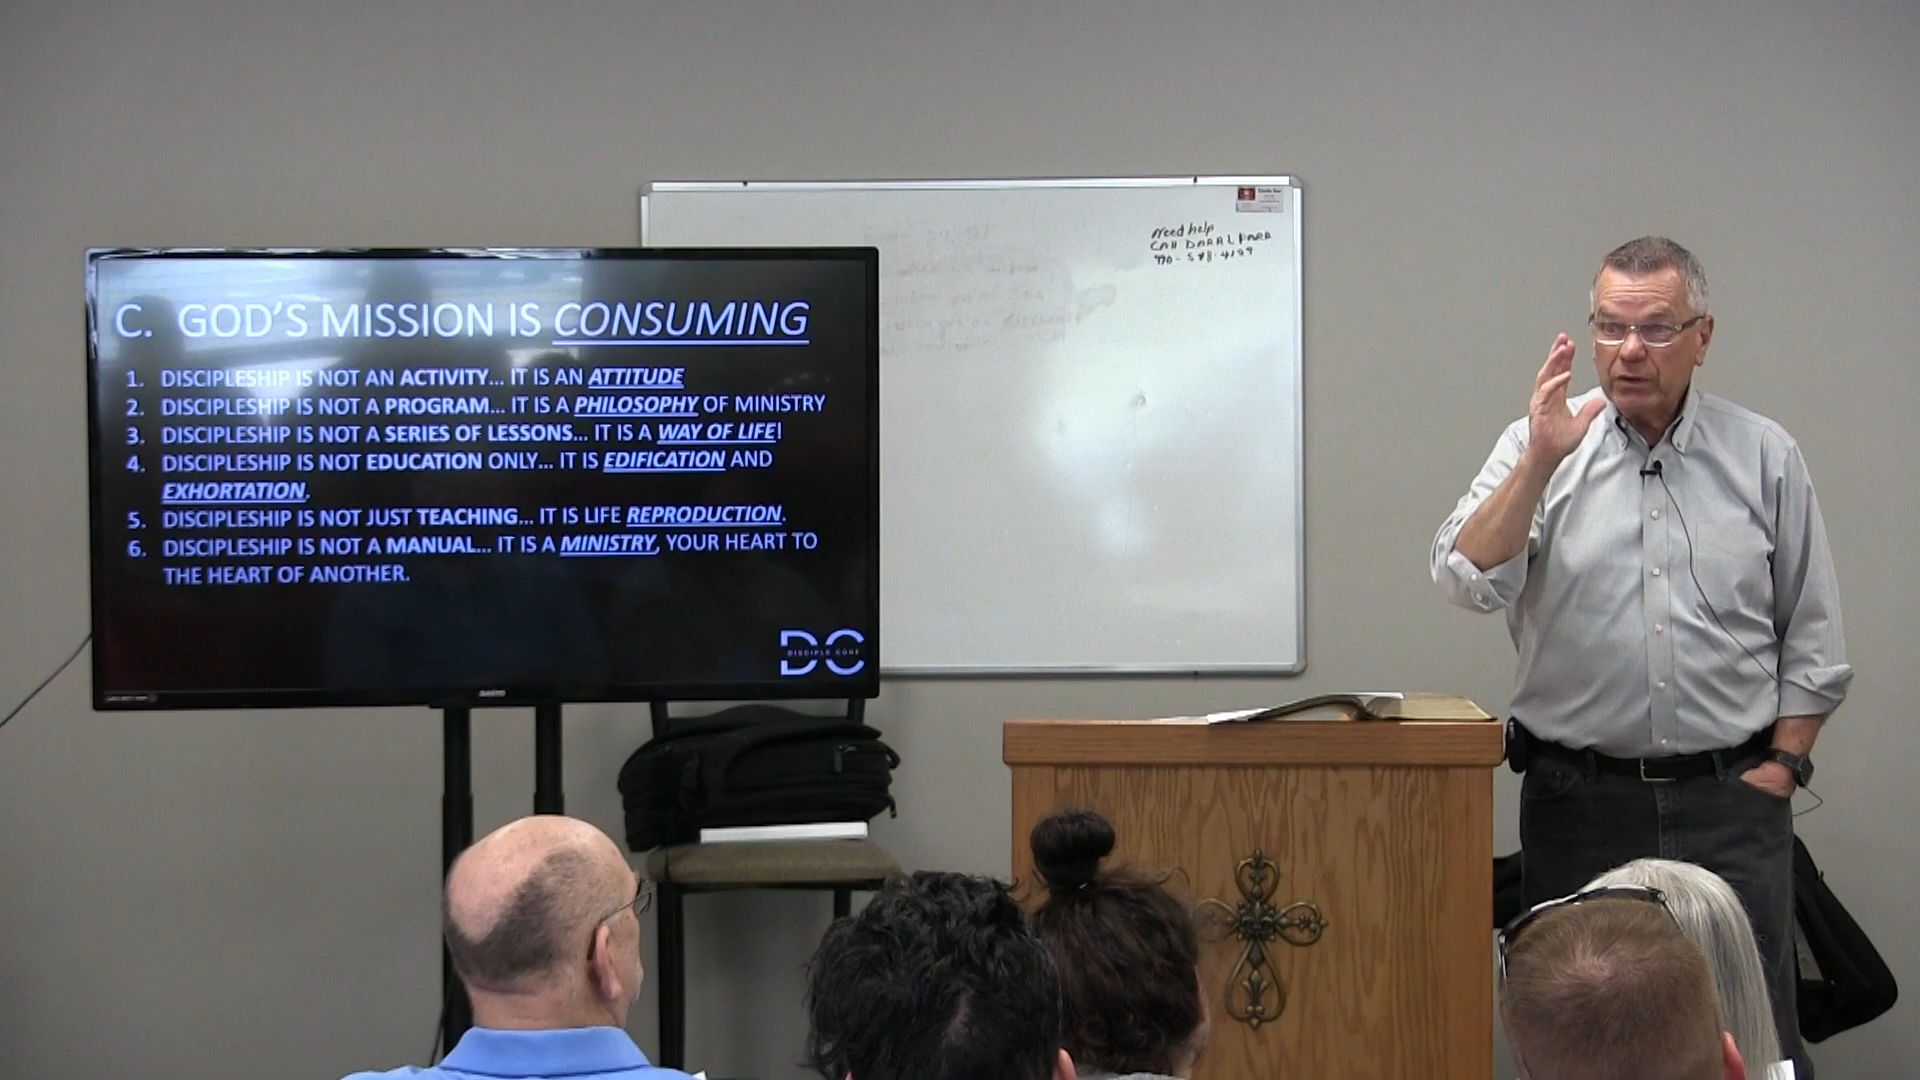 C. GOD'S MISSION IS CONSUMING
1. DISCIPLESHIP IS NOT AN ACTIVITY... IT IS AN ATTITUDE
2. DISCIPLESHIP IS NOT A PROGRAM... IT IS A PHILOSOPHY OF MINISTRY
3. DISCIPLESHIP IS NOT A SERIES OF LESSONS... IT IS A WAY OF LIFE!
4. DISCIPLESHIP IS NOT EDUCATION ONLY... IT IS EDIFICATION AND
EXHORTATION.
5. DISCIPLESHIP IS NOT JUST TEACHING... IT IS LIFE REPRODUCTION.
6. DISCIPLESHIP IS NOT A MANUAL... IT IS A MINISTRY, YOUR HEART TO
THE HEART OF ANOTHER.
DC
DISCIPLE CONF
SANYO
Need help
CAll DARAL